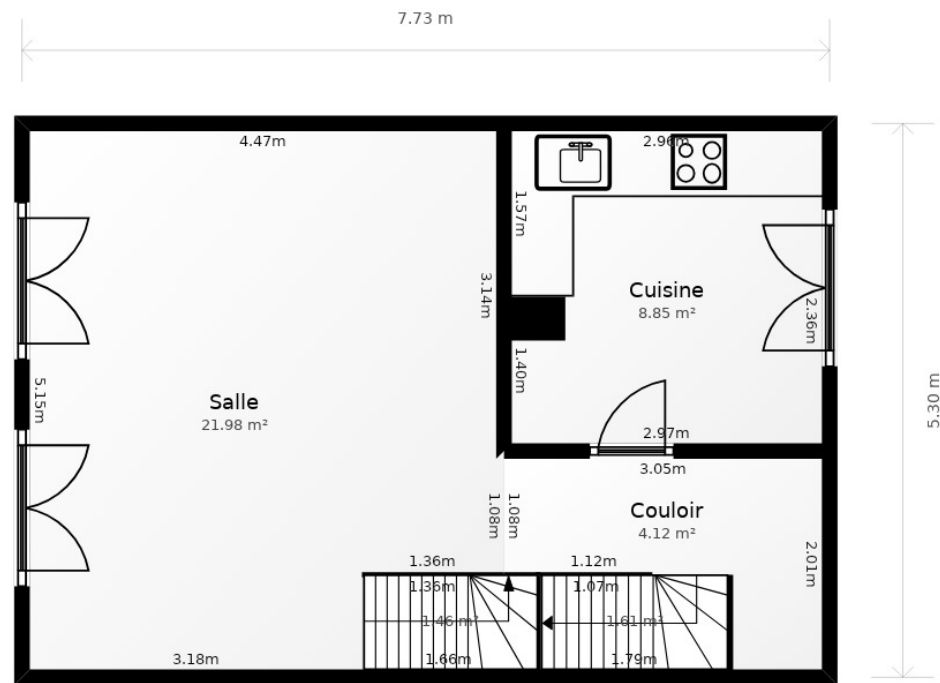 7.73 m
4.47m
2.96m
1.57m
3.14m
Cuisine
8.85 m²
2.36m
1.40m
5.15m
Salle
21.98 m²
5.30 m
2.97m
3.05m
1.08m
1.08m
Couloir
4.12 m²
2.01m
1.36m
1.12m
1.36m
1.07m
1.46 m²
1.61 m²
3.18m
1.66m
1.79m